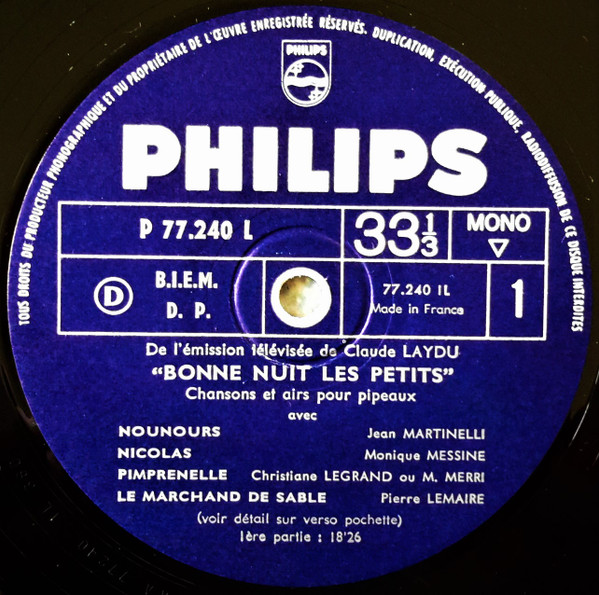 TOUS DROITS DU PRODUCTEUR PHONOGRAPHIQUE ET DU PROPRIÉTAIRE DE L'ŒUVRE ENREGISTRÉE RÉSERVÉS. DUPLICATION, EXÉCUTION PUBLIQUE, RADIODIFFUSION DE CE DISQUE INTERDITES
PHILIPS
PHILIPS
P 77.240 L
33 1/3
MONO
B.I.E.M.
D. P.
D
77.240 1L
Made in France
1
De l'émission télévisée de Claude LAYDU
“BONNE NUIT LES PETITS”
Chansons et airs pour pipeaux
avec
NOUNOURS Jean MARTINELLI
NICOLAS Monique MESSINE
PIMPRENELLE Christiane LEGRAND ou M. MERRI
LE MARCHAND DE SABLE Pierre LEMAIRE
(voir détail sur verso pochette)
1ère partie : 18'26